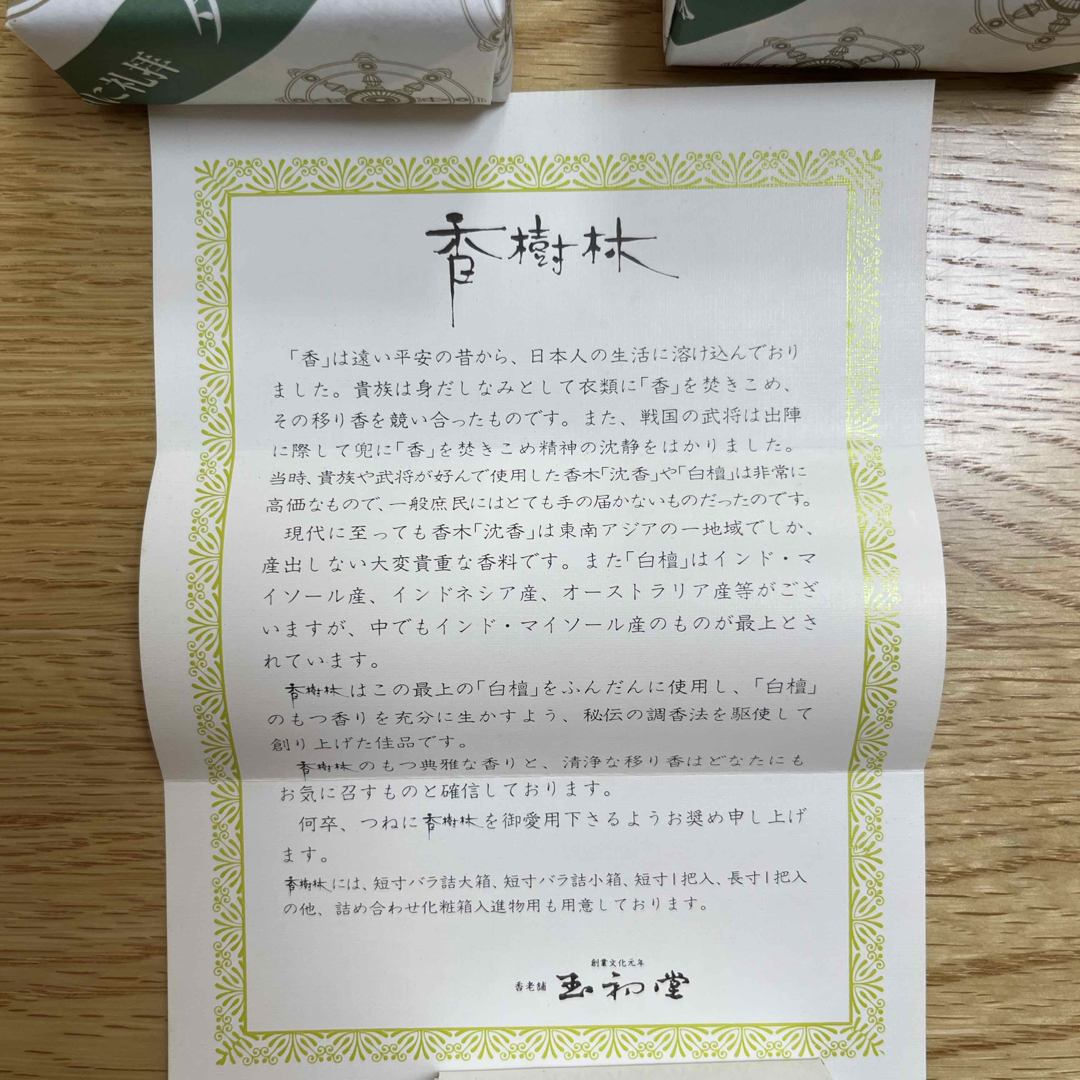 礼拝
香樹林
「香」は遠い平安の昔から、日本人の生活に溶け込んでおり
ました。貴族は身だしなみとして衣類に「香」を焚きこめ、
その移り香を競い合ったものです。また、戦国の武将は出陣
に際して兜に「香」を焚きこめ精神の沈静をはかりました。
当時、貴族や武将が好んで使用した香木「沈香」や「白檀」は非常に
高価なもので、一般庶民にはとても手の届かないものだったのです。
現代に至っても香木「沈香」は東南アジアの一地域でしか、
産出しない大変貴重な香料です。また「白檀」はインド・マ
イソール産、インドネシア産、オーストラリア産等がござ
いますが、中でもインド・マイソール産のものが最上とさ
れています。
香樹林はこの最上の「白檀」をふんだんに使用し、「白檀」
のもつ香りを充分に生かすよう、秘伝の調香法を駆使して
創り上げた佳品です。
香樹林のもつ典雅な香りと、清浄な移り香はどなたにも
お気に召すものと確信しております。
何卒、つねに香樹林を御愛用下さるようお奨め申し上げ
ます。
香樹林には、短寸バラ詰大箱、短寸バラ詰小箱、短寸1把入、長寸1把入
の他、詰め合わせ化粧箱入進物用も用意しております。
創業文化元年
香老舗 玉初堂